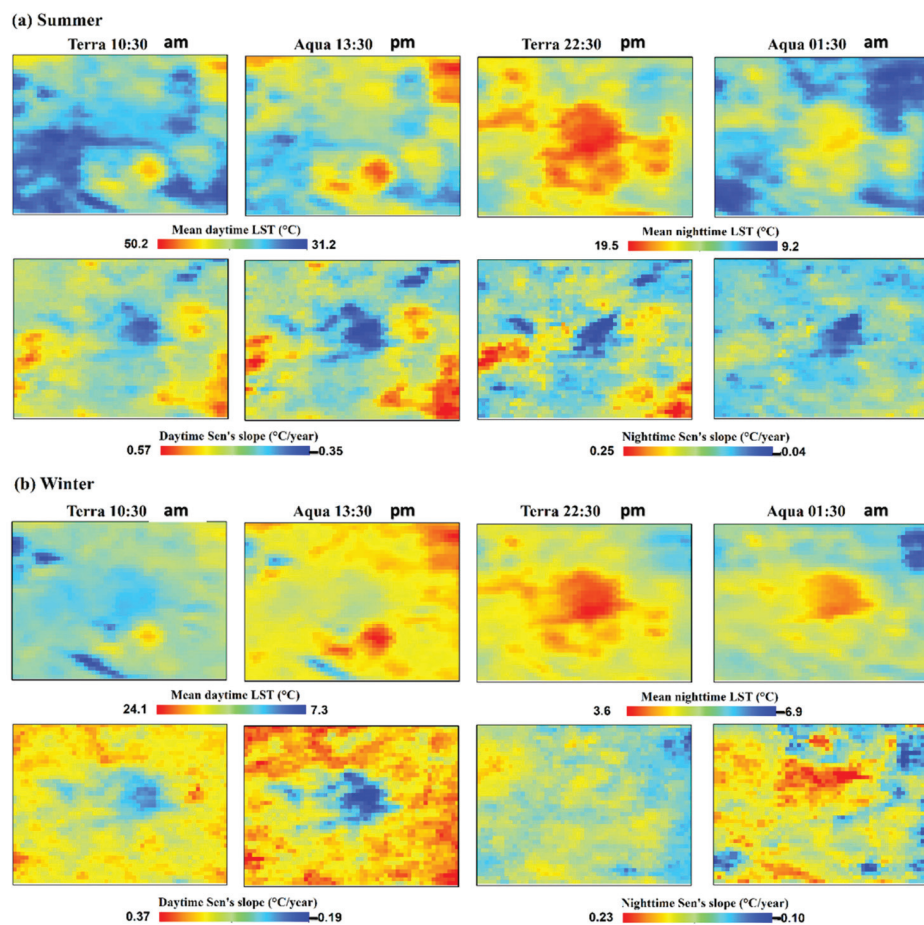 (a) Summer
Terra 10:30 am Aqua 13:30 pm Terra 22:30 pm Aqua 01:30 am
Mean daytime LST (°C) Mean nighttime LST (°C)
50.2 31.2 19.5 9.2
Daytime Sen's slope (°C/year) Nighttime Sen's slope (°C/year)
0.57 −0.35 0.25 −0.04
(b) Winter
Terra 10:30 am Aqua 13:30 pm Terra 22:30 pm Aqua 01:30 am
Mean daytime LST (°C) Mean nighttime LST (°C)
24.1 7.3 3.6 −6.9
Daytime Sen's slope (°C/year) Nighttime Sen's slope (°C/year)
0.37 −0.19 0.23 −0.10